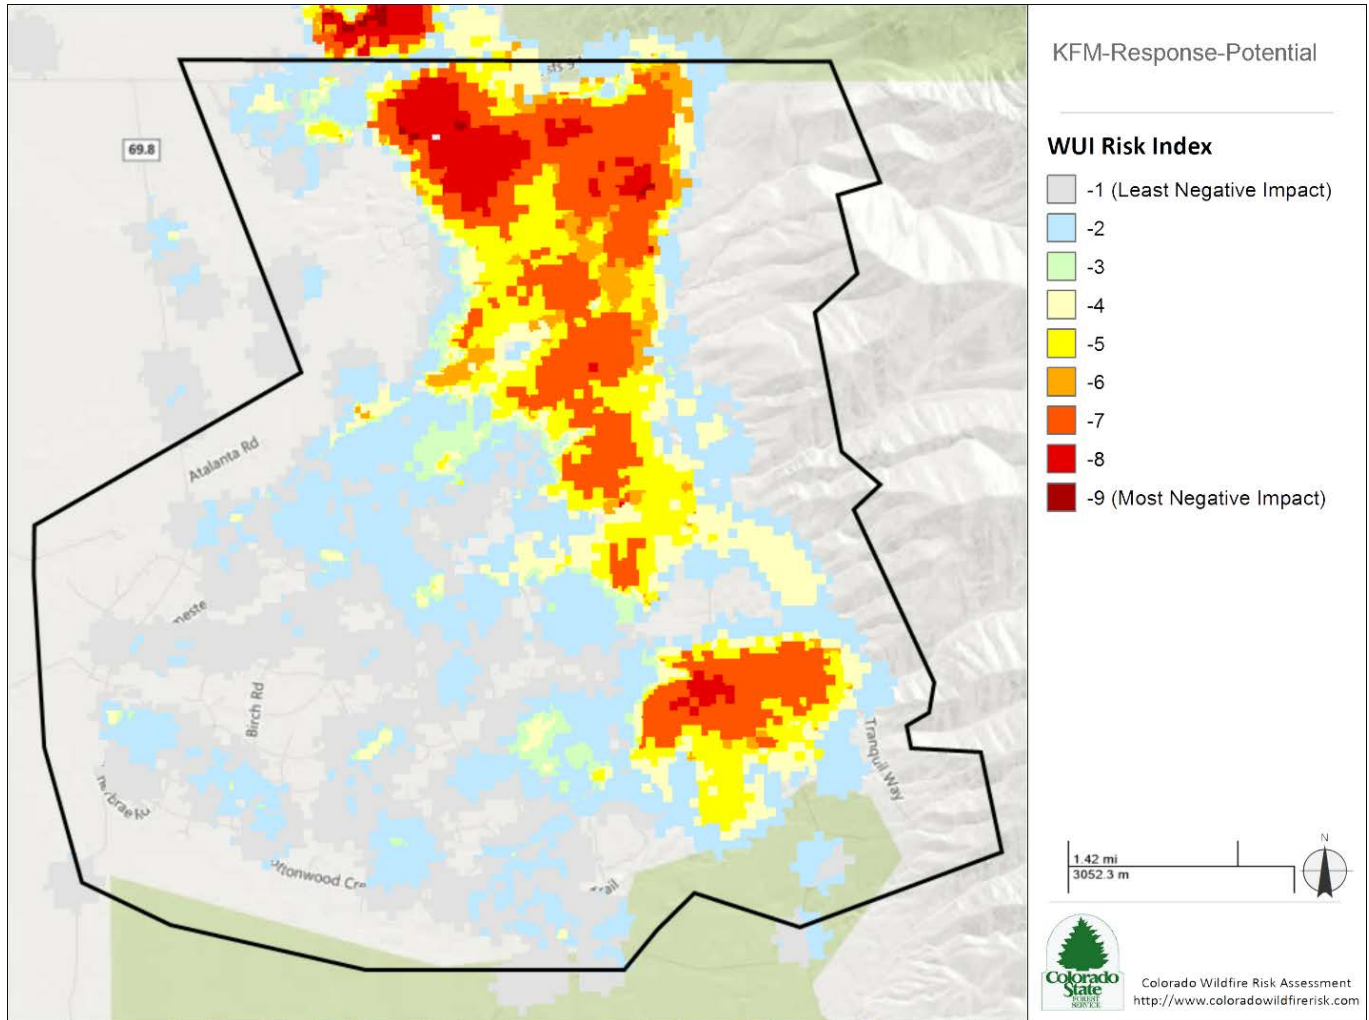 KFM-Response-Potential
WUI Risk Index
-1 (Least Negative Impact)
-2
-3
-4
-5
-6
-7
-8
-9 (Most Negative Impact)
69.8
Atalanta Rd
Birch Rd
Tranquil Way
1.42 mi
3052.3 m
N
Colorado
State
FOREST
SERVICE
Colorado Wildfire Risk Assessment
http://www.coloradowildfirerisk.com